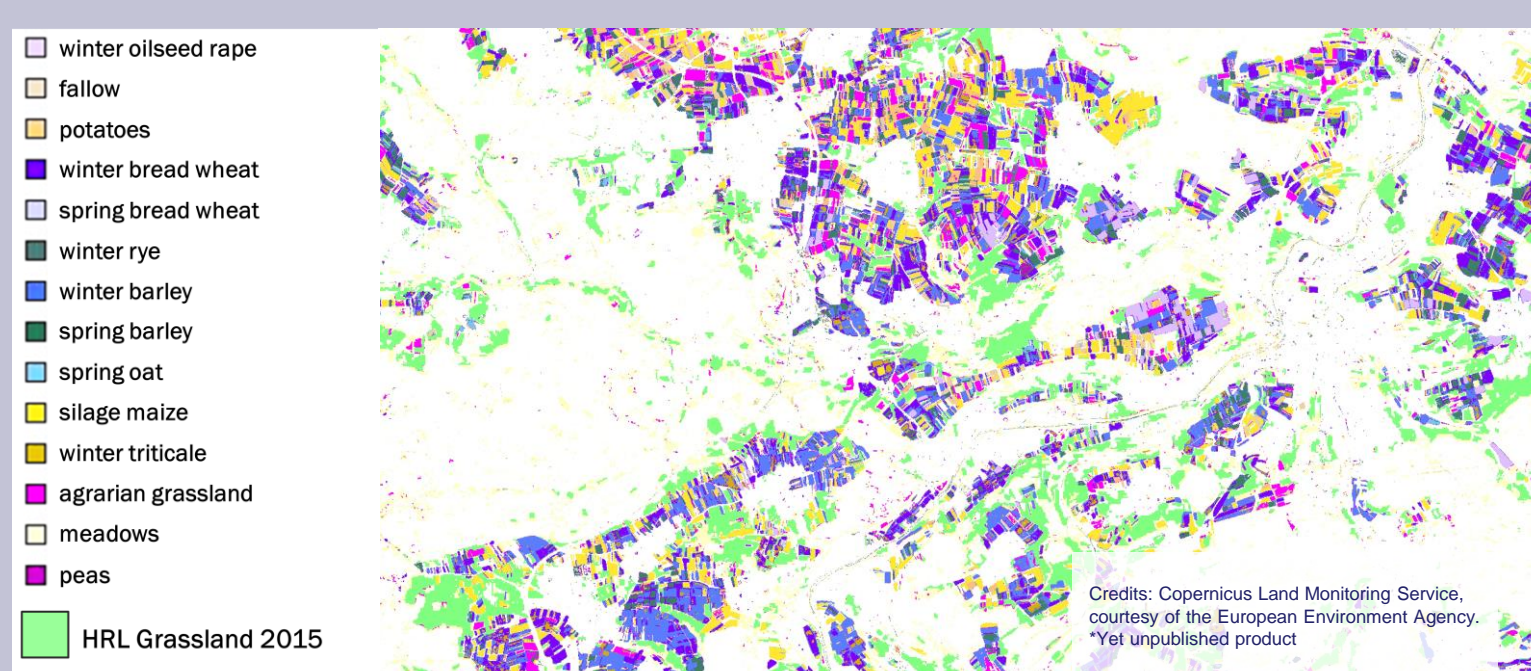 winter oilseed rape
fallow
potatoes
winter bread wheat
spring bread wheat
winter rye
winter barley
spring barley
spring oat
silage maize
winter triticale
agrarian grassland
meadows
peas
HRL Grassland 2015
Credits: Copernicus Land Monitoring Service,
courtesy of the European Environment Agency.
*Yet unpublished product